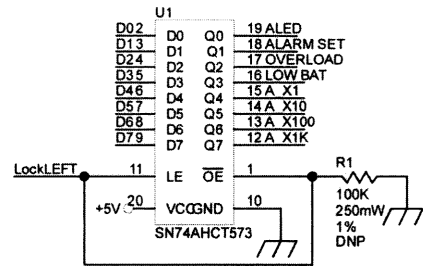 U1
D02 D0 Q0 19 ALED
D13 D1 Q1 18 ALARM SET
D24 D2 Q2 17 OVERLOAD
D35 D3 Q3 16 LOW BAT
D46 D4 Q4 15 A X1
D57 D5 Q5 14 A X10
D68 D6 Q6 13 A X100
D79 D7 Q7 12 A X1K
LockLEFT 11 LE OE 1 R1
100K
+5V 20 VCCGND 10 250mW
1%
SN74AHCT573 DNP